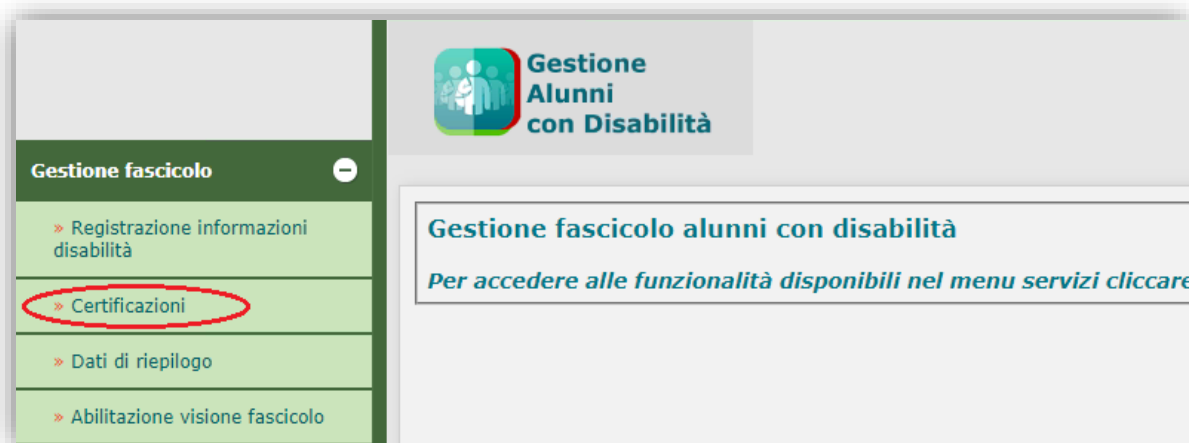 Gestione
Alunni
con Disabilità
Gestione fascicolo
» Registrazione informazioni
disabilità
» Certificazioni
» Dati di riepilogo
» Abilitazione visione fascicolo
Gestione fascicolo alunni con disabilità
Per accedere alle funzionalità disponibili nel menu servizi cliccare